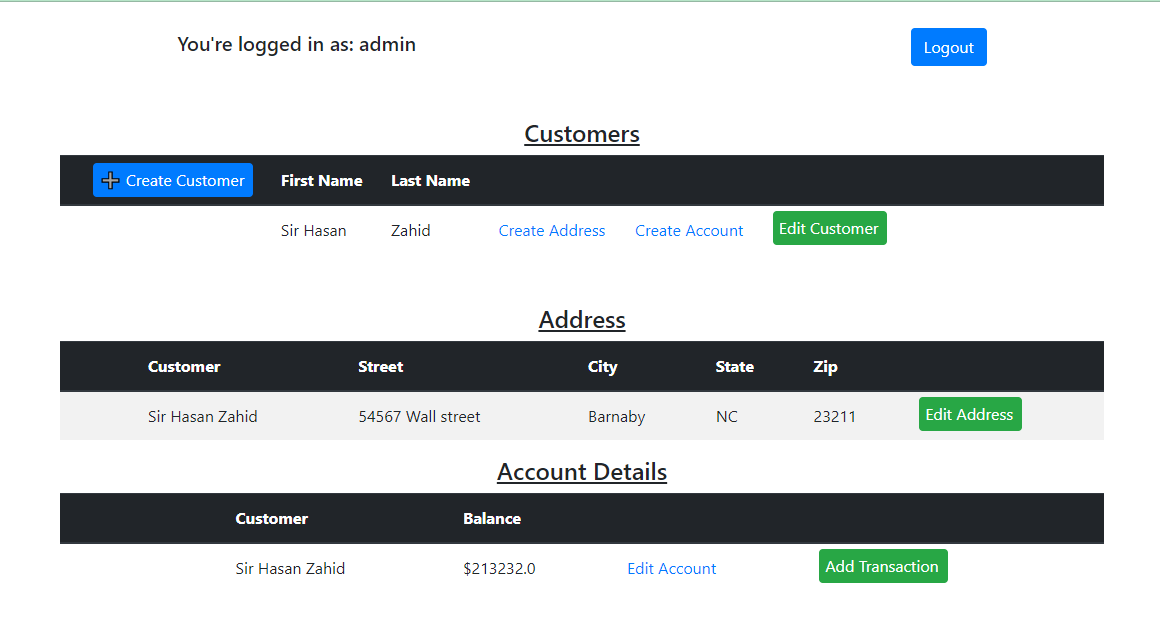 You're logged in as: admin Logout
Customers
Create Customer First Name Last Name
Sir Hasan Zahid Create Address Create Account Edit Customer
Address
Customer Street City State Zip
Sir Hasan Zahid 54567 Wall street Barnaby NC 23211 Edit Address
Account Details
Customer Balance
Sir Hasan Zahid $213232.0 Edit Account Add Transaction